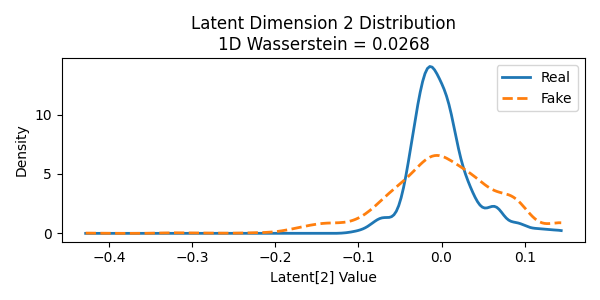 Latent Dimension 2 Distribution
1D Wasserstein = 0.0268
Real
Fake
Density
10
5
0
−0.4
−0.3
−0.2
−0.1
0.0
0.1
Latent[2] Value